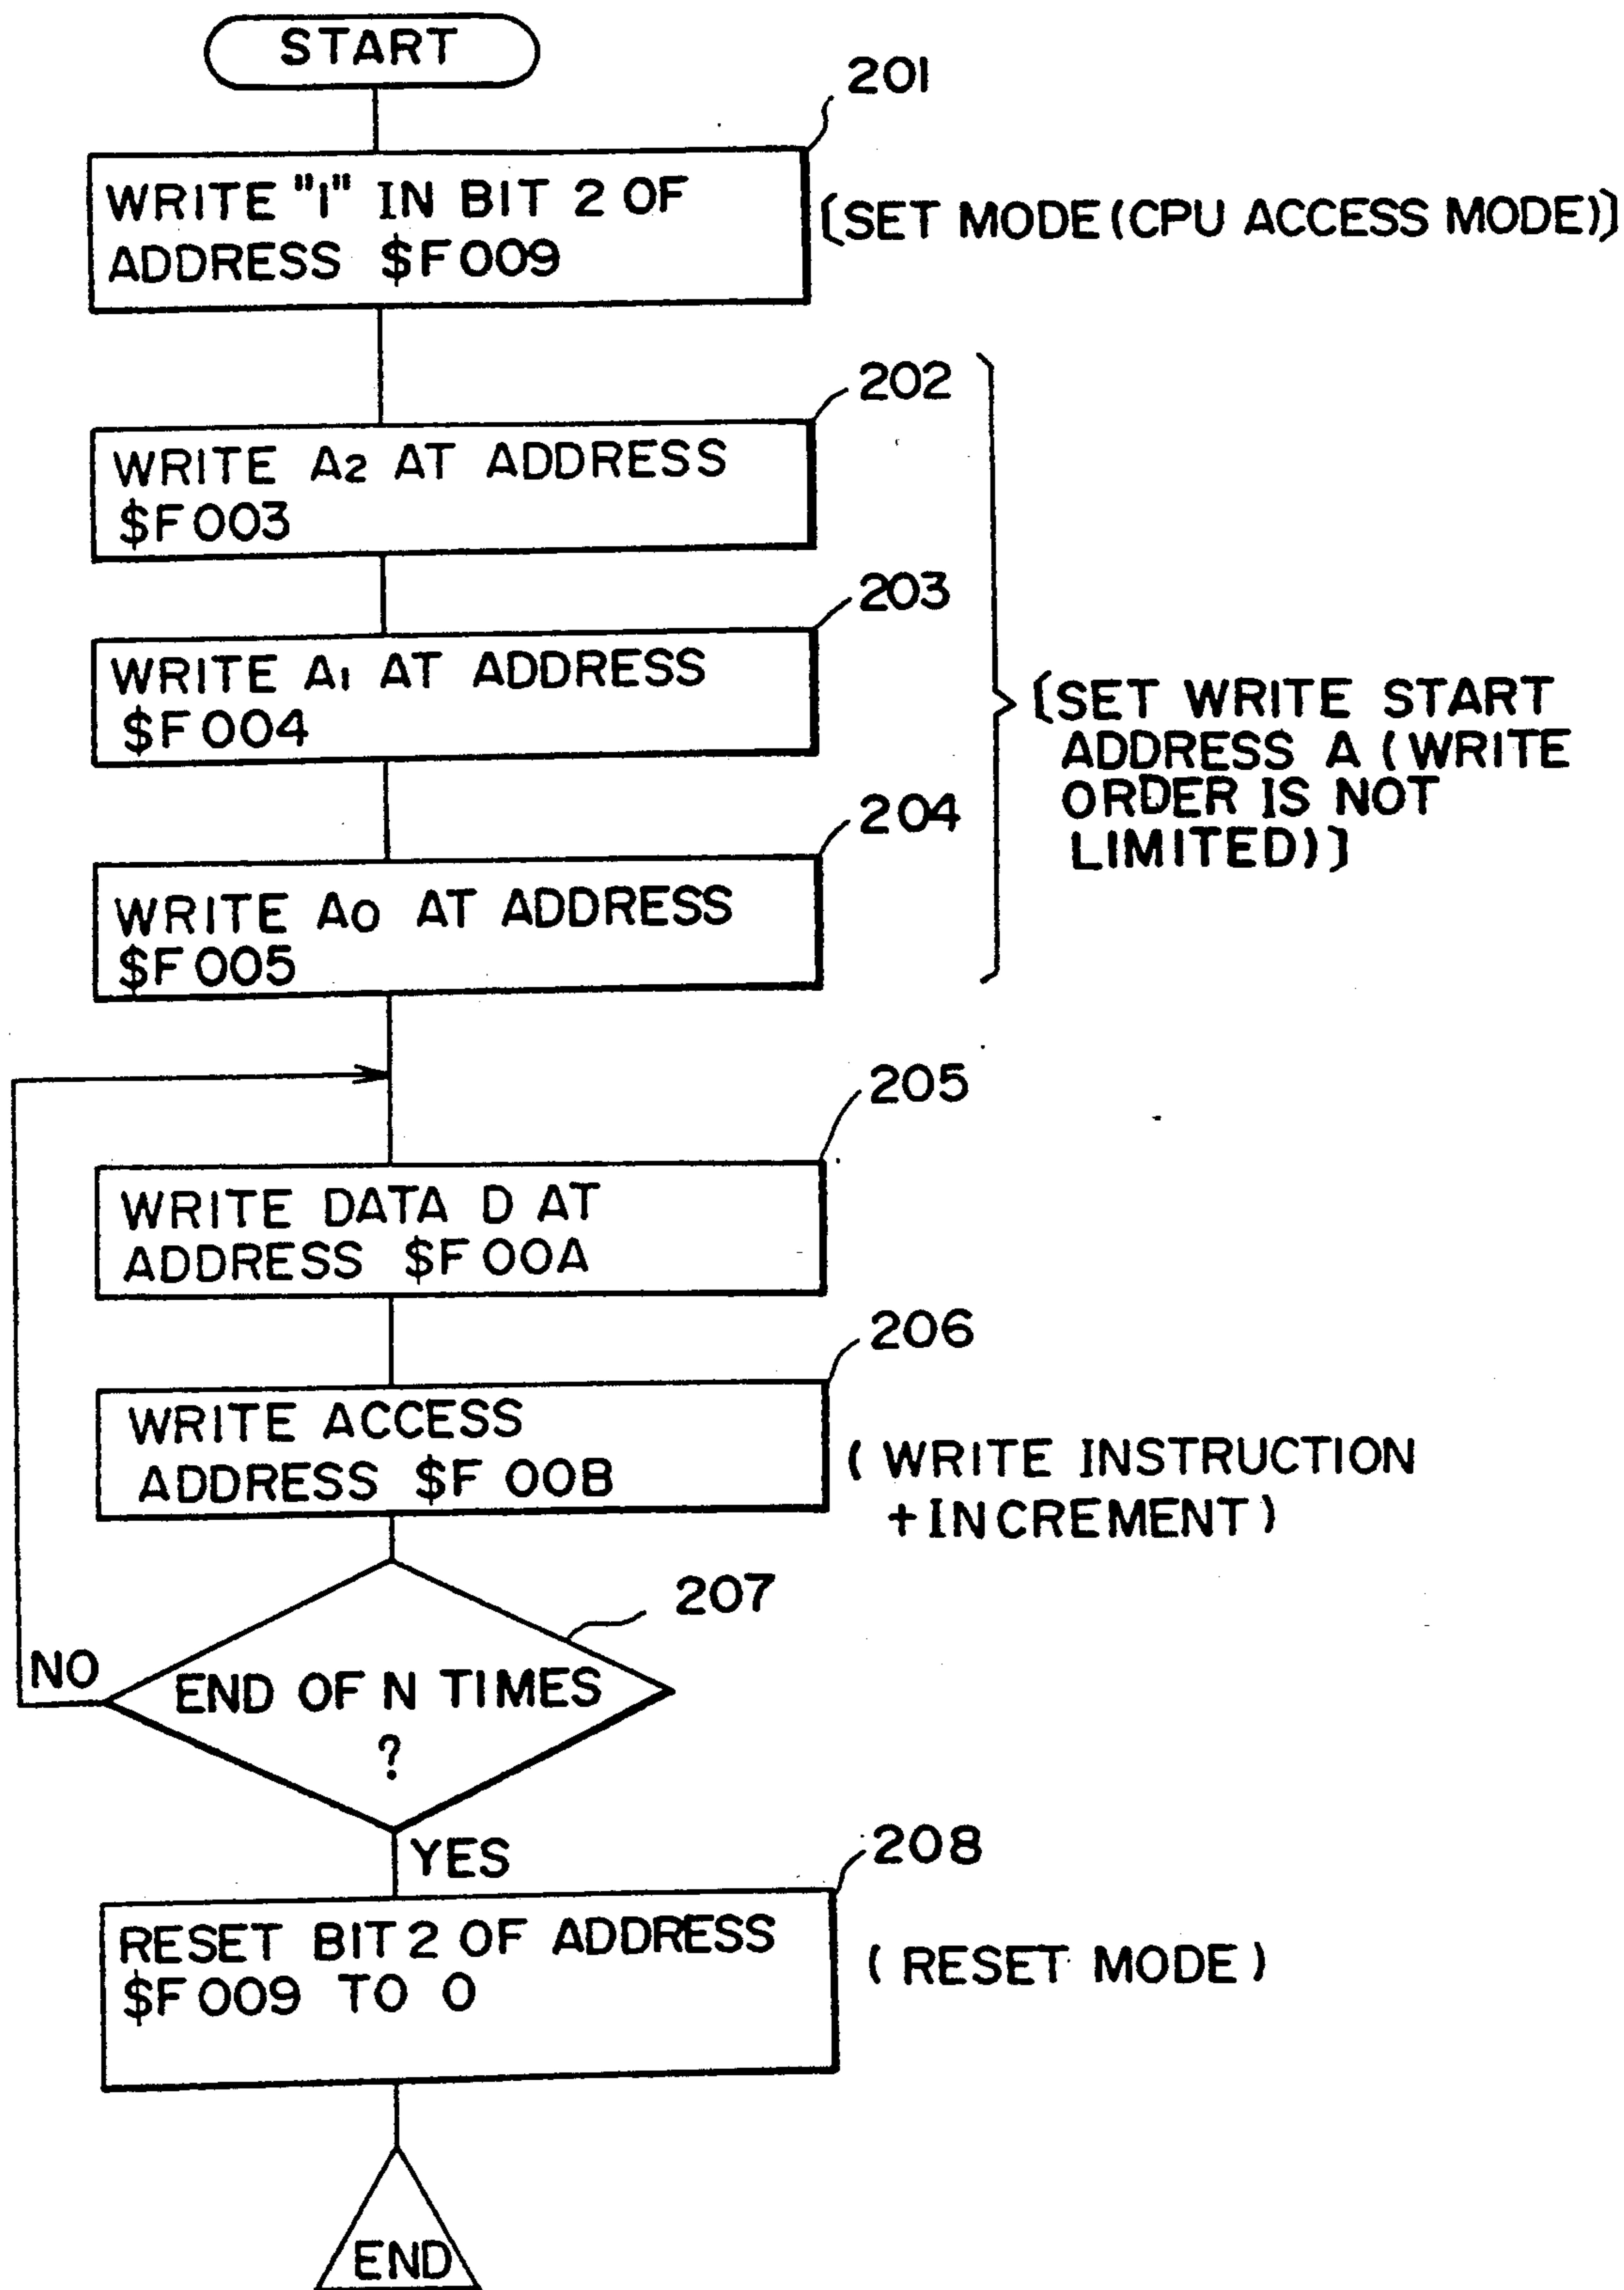 START
201
WRITE "1" IN BIT 2 OF
ADDRESS $F009
[SET MODE (CPU ACCESS MODE)]
202
WRITE A2 AT ADDRESS
$F003
203
WRITE A1 AT ADDRESS
$F004
[SET WRITE START
ADDRESS A (WRITE
ORDER IS NOT
LIMITED)]
204
WRITE A0 AT ADDRESS
$F005
205
WRITE DATA D AT
ADDRESS $F00A
206
WRITE ACCESS
ADDRESS $F00B
(WRITE INSTRUCTION
+INCREMENT)
207
NO
END OF N TIMES
?
YES
208
RESET BIT 2 OF ADDRESS
$F009 TO 0
(RESET MODE)
END